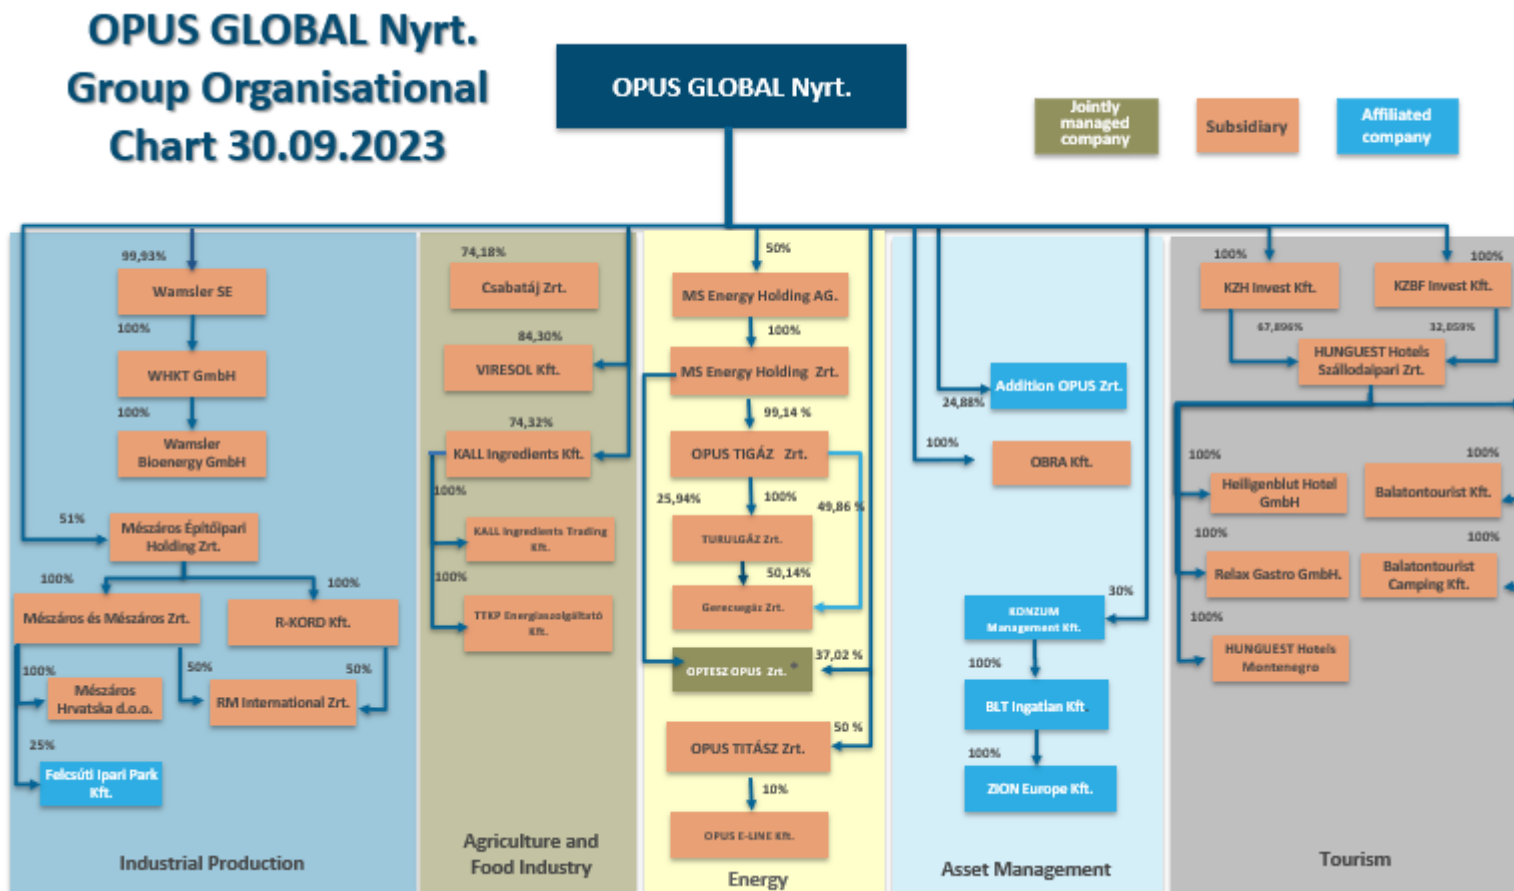 OPUS GLOBAL Nyrt.
Group Organisational
Chart 30.09.2023
OPUS GLOBAL Nyrt.
Jointly
managed
company
Subsidiary
Affiliated
company
99,93%
Wamsler SE
100%
WHKT GmbH
100%
Wamsler
Bioenergy GmbH
51%
Mészáros Építőipari
Holding Zrt.
100%
100%
Mészáros és Mészáros Zrt.
R-KORD Kft.
100%
50%
50%
Mészáros
Hrvatska d.o.o.
RM International Zrt.
25%
Felcsúti Ipari Park
Kft.
Industrial Production
74,18%
Csabatáj Zrt.
84,30%
VIRESOL Kft.
74,32%
KALL Ingredients Kft.
100%
KALL Ingredients Trading
Kft.
100%
TTKP Energiaszolgáltató
Kft.
Agriculture and
Food Industry
50%
MS Energy Holding AG.
100%
MS Energy Holding Zrt.
99,14 %
OPUS TIGÁZ Zrt.
25,94%
100%
49,86 %
TURULGÁZ Zrt.
50,14%
Gerecsegáz Zrt.
37,02 %
OPTESZ OPUS Zrt. *
50 %
OPUS TITÁSZ Zrt.
10%
OPUS E-LINE Kft.
Energy
Addition OPUS Zrt.
24,88%
100%
OBRA Kft.
30%
KONZUM
Management Kft.
100%
BLT Ingatlan Kft.
100%
ZION Europe Kft.
Asset Management
100%
100%
KZH Invest Kft.
KZBF Invest Kft.
67,896%
32,059%
HUNGUEST Hotels
Szállodaipari Zrt.
100%
100%
Heiligenblut Hotel
GmbH
Balatontourist Kft.
100%
100%
Relax Gastro GmbH.
Balatontourist
Camping Kft.
100%
HUNGUEST Hotels
Montenegro
Tourism